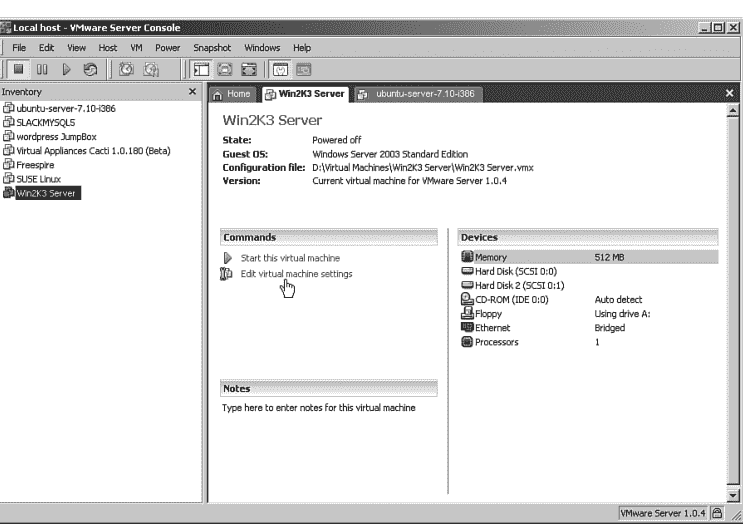 Local host - VMware Server Console
File Edit View Host VM Power Snapshot Windows Help
Inventory
ubuntu-server-7.10-i386
SLACKMYSQL5
wordpress JumpBox
Virtual Appliances Cacti 1.0.180 (Beta)
Freespire
SUSE Linux
Win2K3 Server
Home Win2K3 Server ubuntu-server-7.10-i386
Win2K3 Server
State: Powered off
Guest OS: Windows Server 2003 Standard Edition
Configuration file: D:\Virtual Machines\Win2K3 Server\Win2K3 Server.vmx
Version: Current virtual machine for VMware Server 1.0.4
Commands
Start this virtual machine
Edit virtual machine settings
Devices
Memory 512 MB
Hard Disk (SCSI 0:0)
Hard Disk 2 (SCSI 0:1)
CD-ROM (IDE 0:0) Auto detect
Floppy Using drive A:
Ethernet Bridged
Processors 1
Notes
Type here to enter notes for this virtual machine
VMware Server 1.0.4